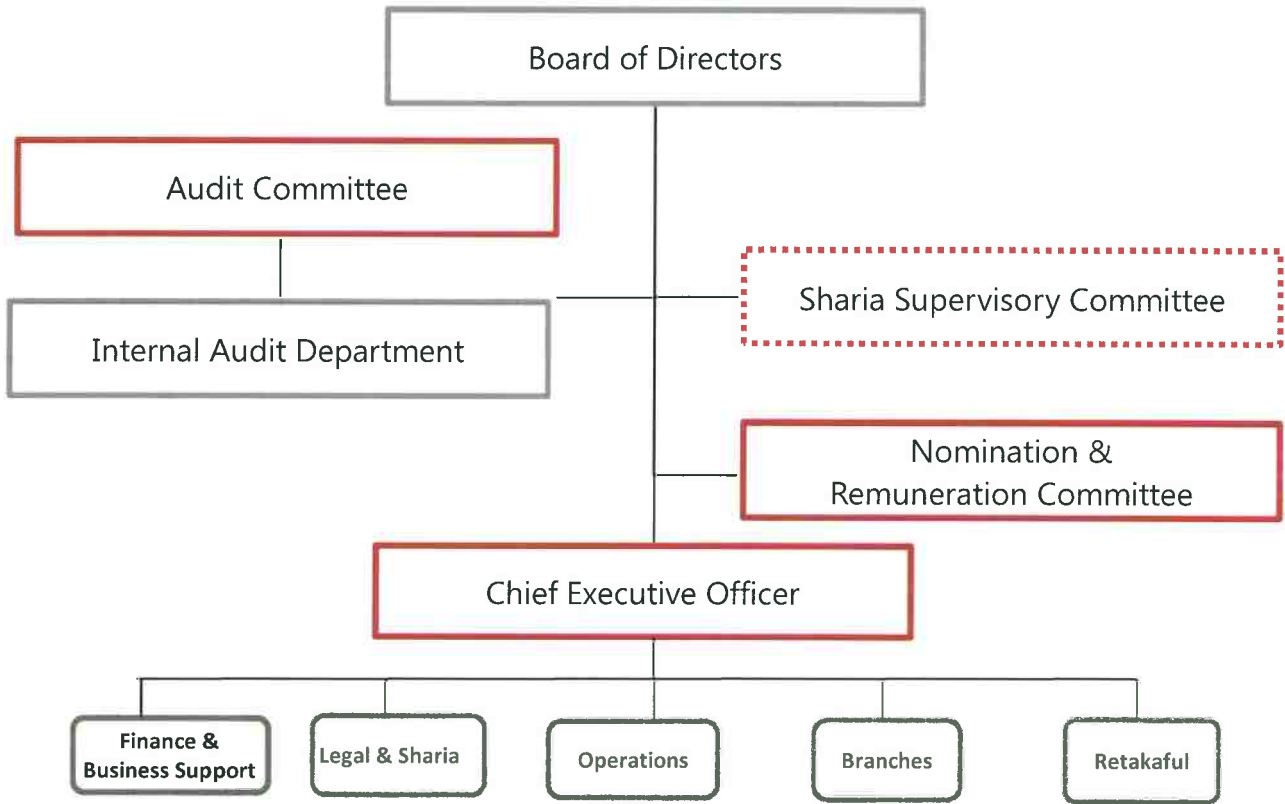 Board of Directors
Audit Committee
Sharia Supervisory Committee
Internal Audit Department
Nomination &
Remuneration Committee
Chief Executive Officer
Finance &
Business Support
Legal & Sharia
Operations
Branches
Retakaful